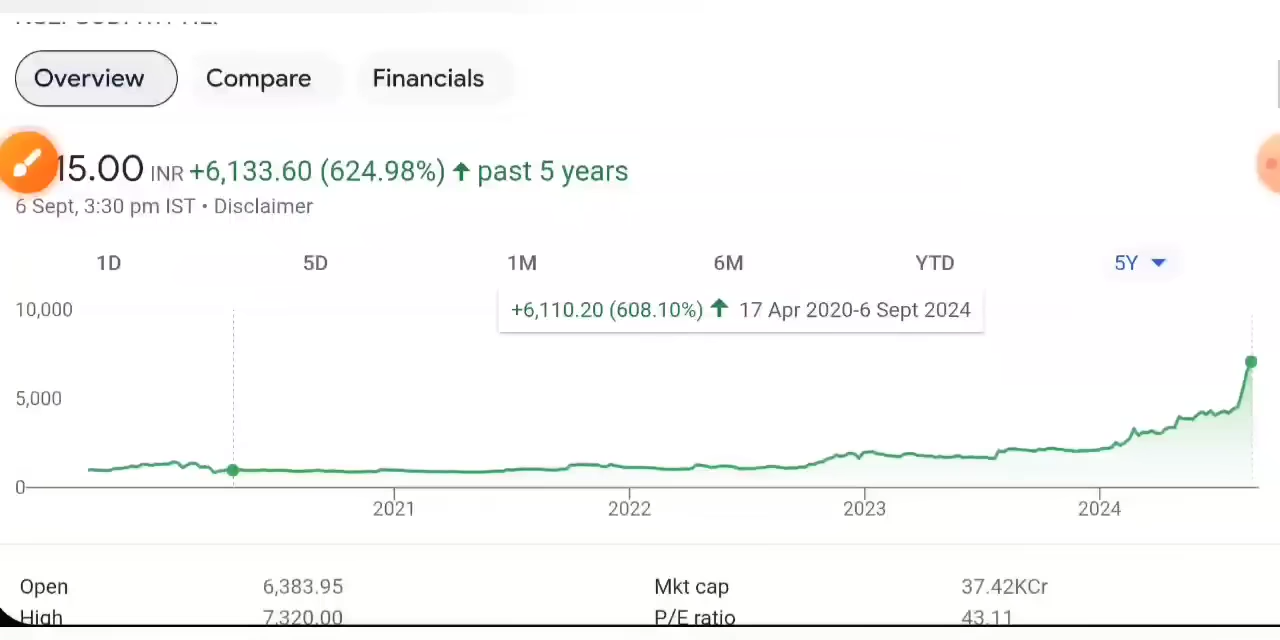 Overview Compare Financials
15.00 INR +6,133.60 (624.98%) ↑ past 5 years
6 Sept, 3:30 pm IST • Disclaimer
1D 5D 1M 6M YTD 5Y
+6,110.20 (608.10%) ↑ 17 Apr 2020-6 Sept 2024
10,000
5,000
0
2021 2022 2023 2024
Open 6,383.95 Mkt cap 37.42KCr
High 7,320.00 P/E ratio 43.11